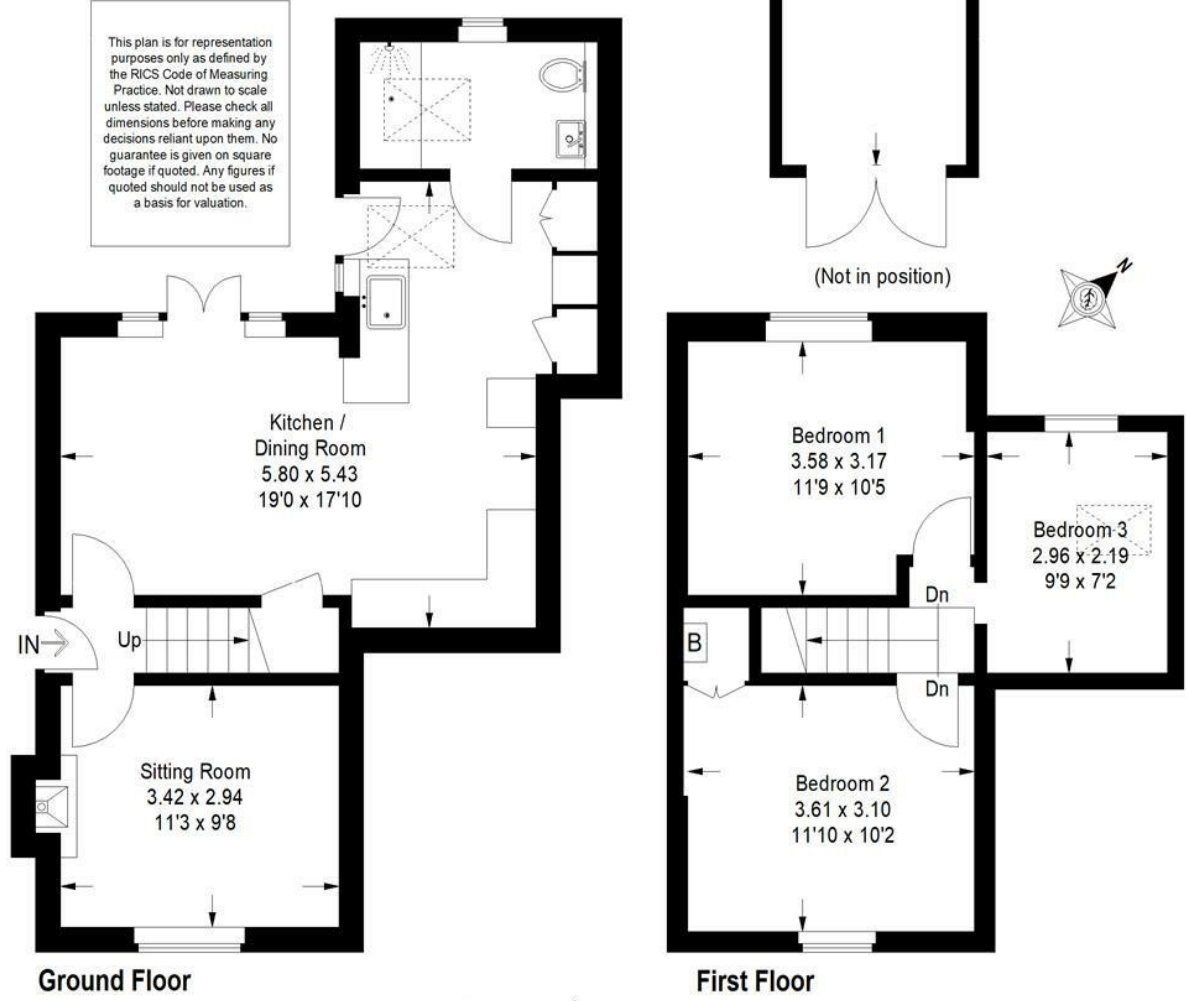 This plan is for representation
purposes only as defined by
the RICS Code of Measuring
Practice. Not drawn to scale
unless stated. Please check all
dimensions before making any
decisions reliant upon them. No
guarantee is given on square
footage if quoted. Any figures if
quoted should not be used as
a basis for valuation.
(Not in position)
N
Kitchen /
Dining Room
5.80 x 5.43
19'0 x 17'10
IN
Up
Sitting Room
3.42 x 2.94
11'3 x 9'8
Ground Floor
Bedroom 1
3.58 x 3.17
11'9 x 10'5
Bedroom 3
2.96 x 2.19
9'9 x 7'2
Dn
B
Dn
Bedroom 2
3.61 x 3.10
11'10 x 10'2
First Floor